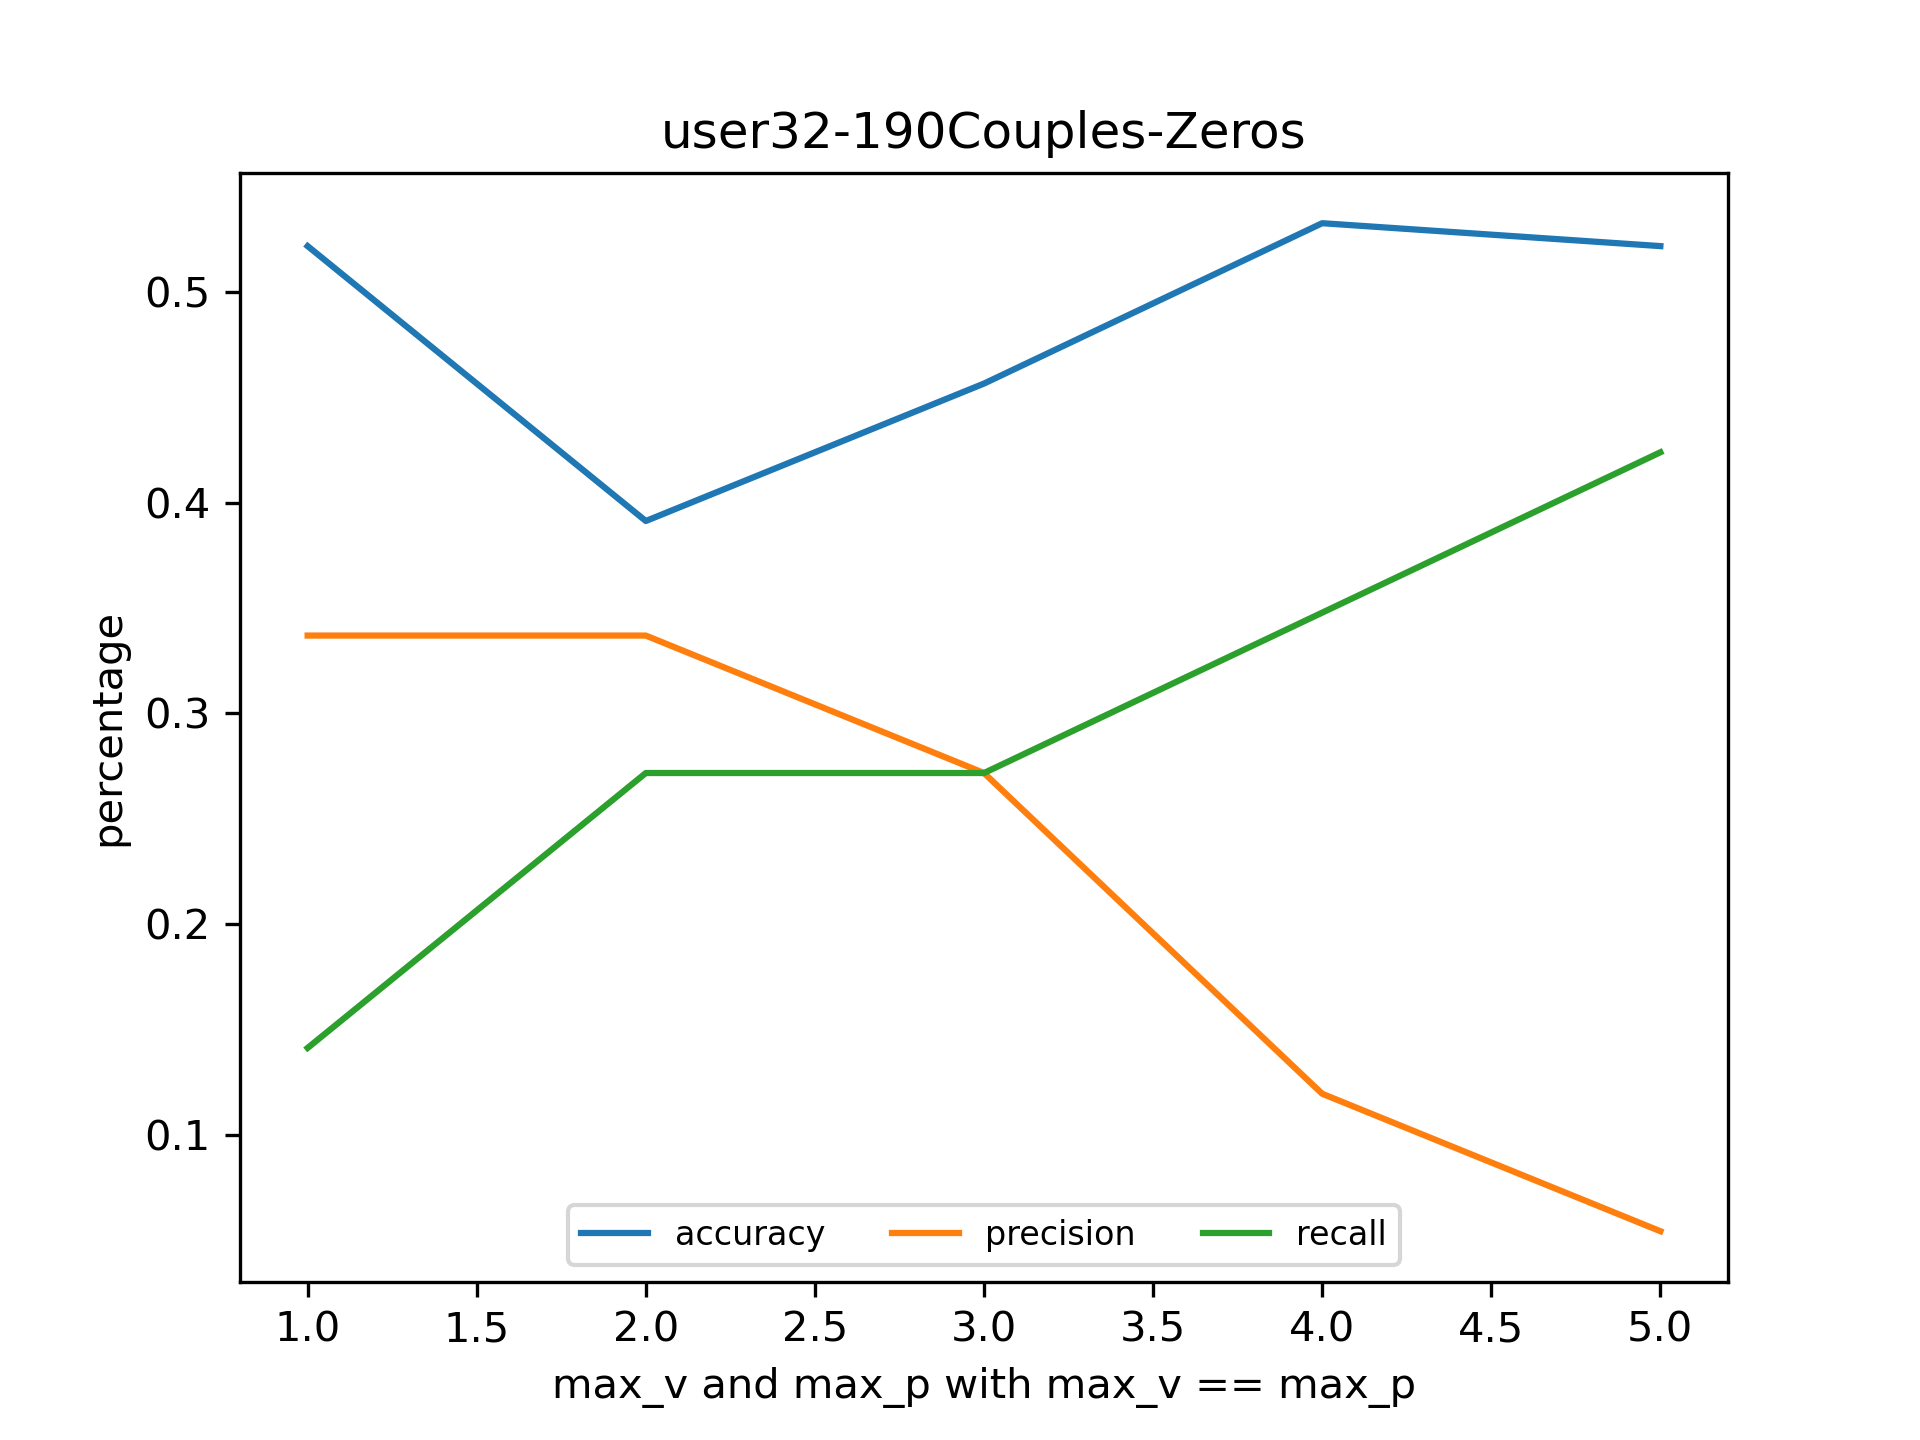 user32-190Couples-Zeros
percentage
0.5
0.4
0.3
0.2
0.1
accuracy precision recall
1.0 1.5 2.0 2.5 3.0 3.5 4.0 4.5 5.0
max_v and max_p with max_v == max_p